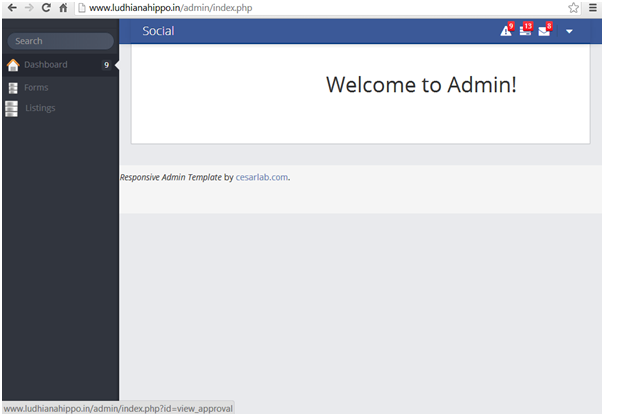 www.ludhianahippo.in/admin/index.php
Social
9 13 8
Search
Dashboard 9
Forms
Listings
Welcome to Admin!
Responsive Admin Template by cesarlab.com.
www.ludhianahippo.in/admin/index.php?id=view_approval